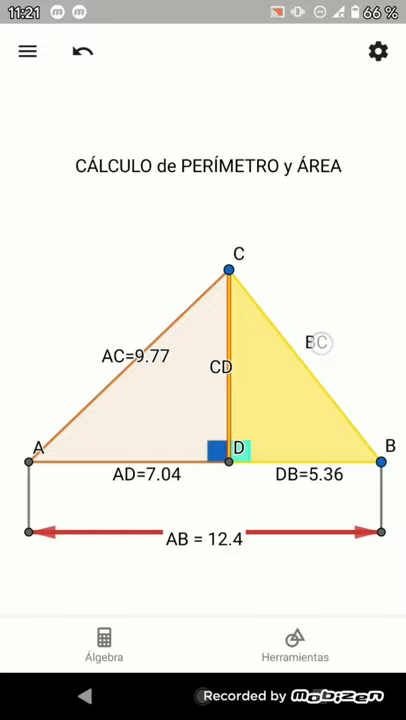 11:21
66 %
CÁLCULO de PERÍMETRO y ÁREA
C
AC=9.77
BC
CD
A
D
B
AD=7.04
DB=5.36
AB = 12.4
Álgebra
Herramientas
Recorded by mobizen